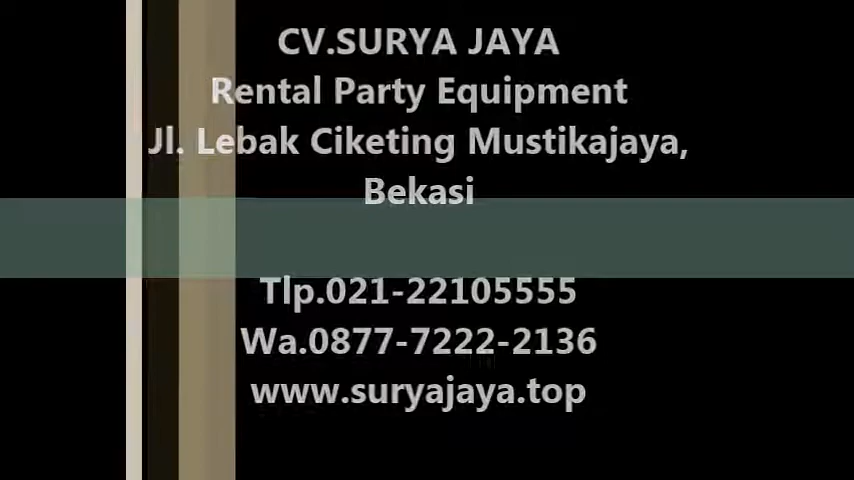 CV.SURYA JAYA
Rental Party Equipment
Jl. Lebak Ciketing Mustikajaya,
Bekasi
Tlp.021-22105555
Wa.0877-7222-2136
www.suryajaya.top